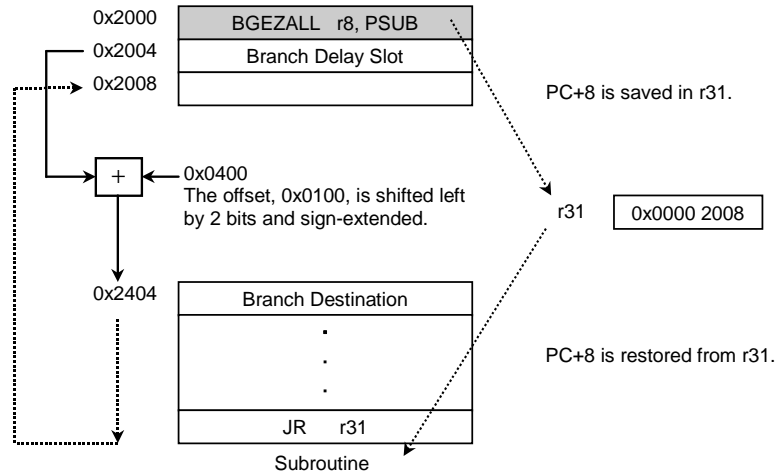 0x2000
BGEZALL r8, PSUB
0x2004
Branch Delay Slot
0x2008
PC+8 is saved in r31.
+
0x0400
The offset, 0x0100, is shifted left
by 2 bits and sign-extended.
r31
0x0000 2008
0x2404
Branch Destination
.
.
.
PC+8 is restored from r31.
JR r31
Subroutine